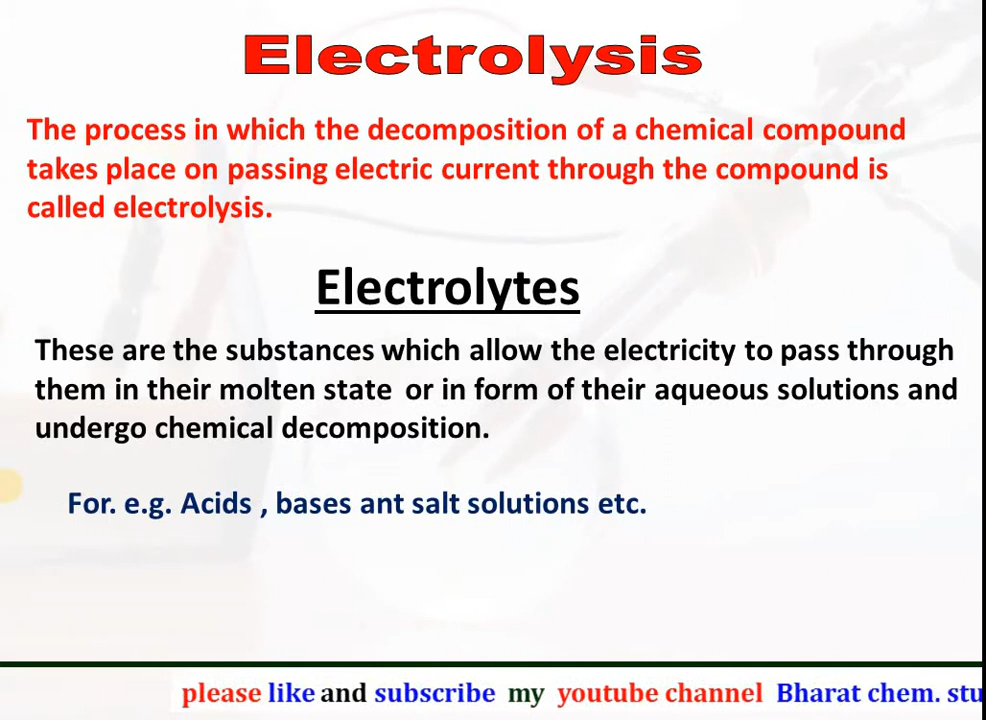 Electrolysis
The process in which the decomposition of a chemical compound
takes place on passing electric current through the compound is
called electrolysis.
Electrolytes
These are the substances which allow the electricity to pass through
them in their molten state or in form of their aqueous solutions and
undergo chemical decomposition.
For. e.g. Acids , bases ant salt solutions etc.
please like and subscribe my youtube channel Bharat chem. stu